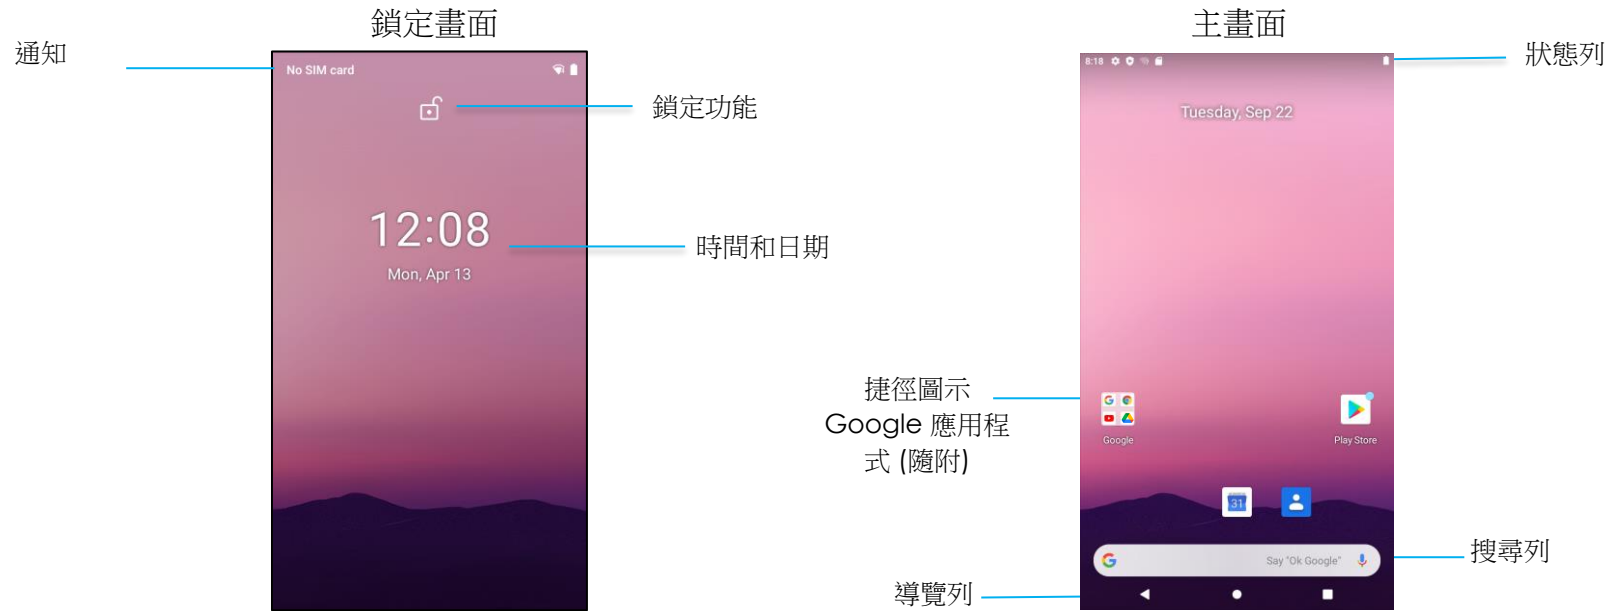 鎖定畫面
通知
No SIM card
鎖定功能
12:08
時間和日期
Mon, Apr 13
主畫面
狀態列
8:18
Tuesday, Sep 22
捷徑圖示
Google 應用程
式 (隨附)
Google
Play Store
31
Say "Ok Google"
搜尋列
導覽列